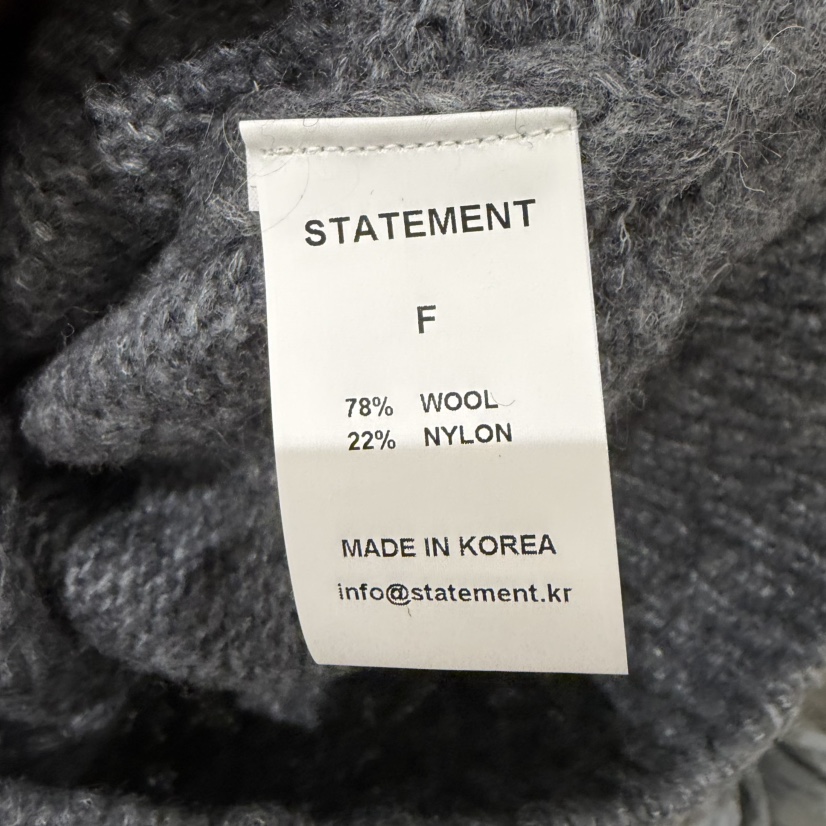 STATEMENT
F
78% WOOL
22% NYLON
MADE IN KOREA
info@statement.kr